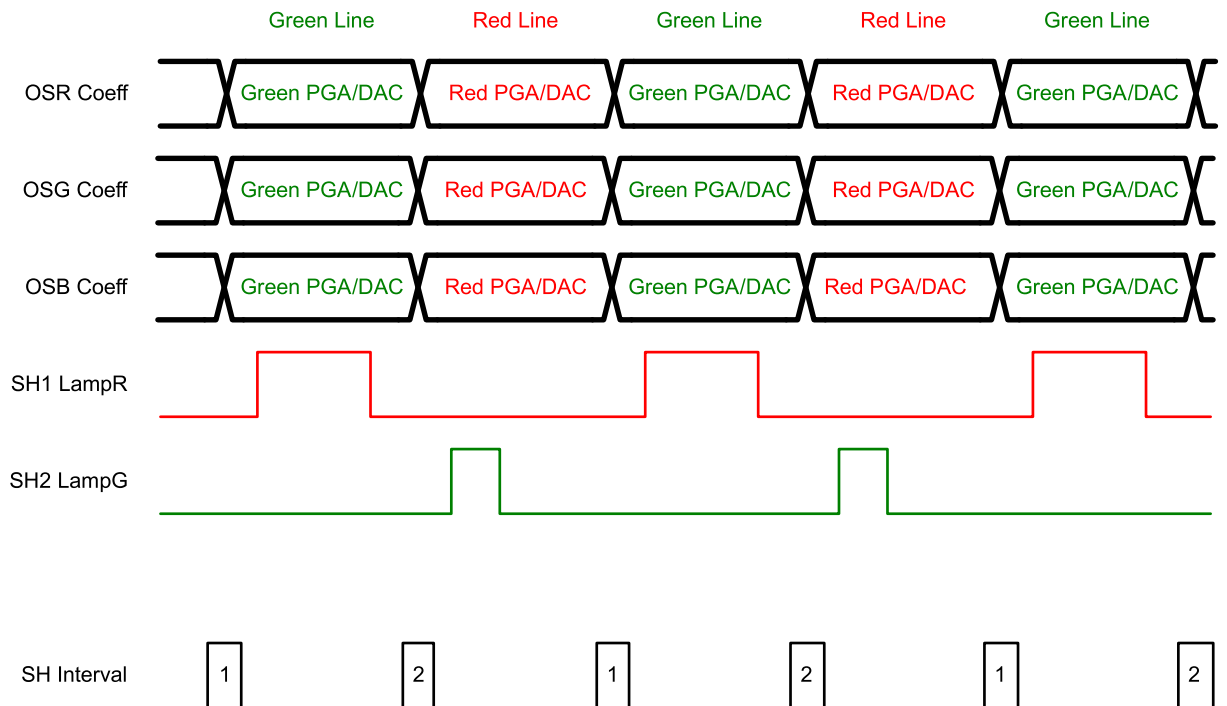 Green Line Red Line Green Line Red Line Green Line
OSR Coeff Green PGA/DAC Red PGA/DAC Green PGA/DAC Red PGA/DAC Green PGA/DAC
OSG Coeff Green PGA/DAC Red PGA/DAC Green PGA/DAC Red PGA/DAC Green PGA/DAC
OSB Coeff Green PGA/DAC Red PGA/DAC Green PGA/DAC Red PGA/DAC Green PGA/DAC
SH1 LampR
SH2 LampG
SH Interval 1 2 1 2 1 2